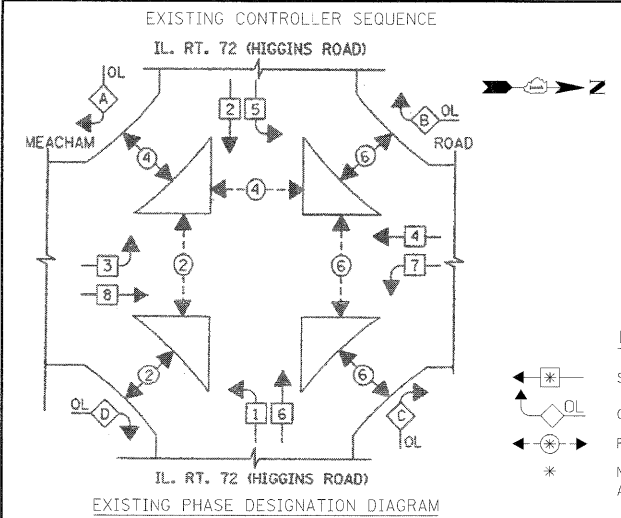 EXISTING CONTROLLER SEQUENCE
IL. RT. 72 (HIGGINS ROAD)
OL
A
2
5
OL
B
N
MEACHAM
ROAD
4
6
4
3
8
2
6
4
7
2
6
OL
D
1
6
C
OL
*
OL
*
*
IL. RT. 72 (HIGGINS ROAD)
EXISTING PHASE DESIGNATION DIAGRAM